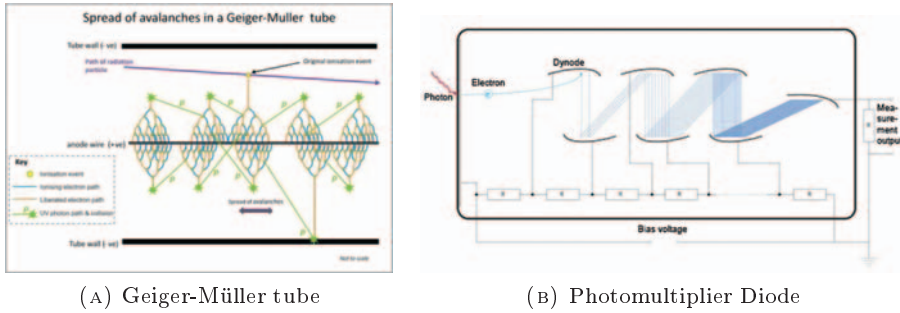 Spread of avalanches in a Geiger-Muller tube
Tube wall (-ve)
Path of radiation
particle
Original ionisation event
anode wire (+ve)
Key
Ionisation event
Ionising electron path
Liberated electron path
UV photon path & collision
Spread of avalanches
Tube wall (-ve)
Not to scale
(A) Geiger-Müller tube
Photon
Electron
Dynode
Mea-
sure-
ment
output
R
R
R
R
R
R
Bias voltage
(B) Photomultiplier Diode